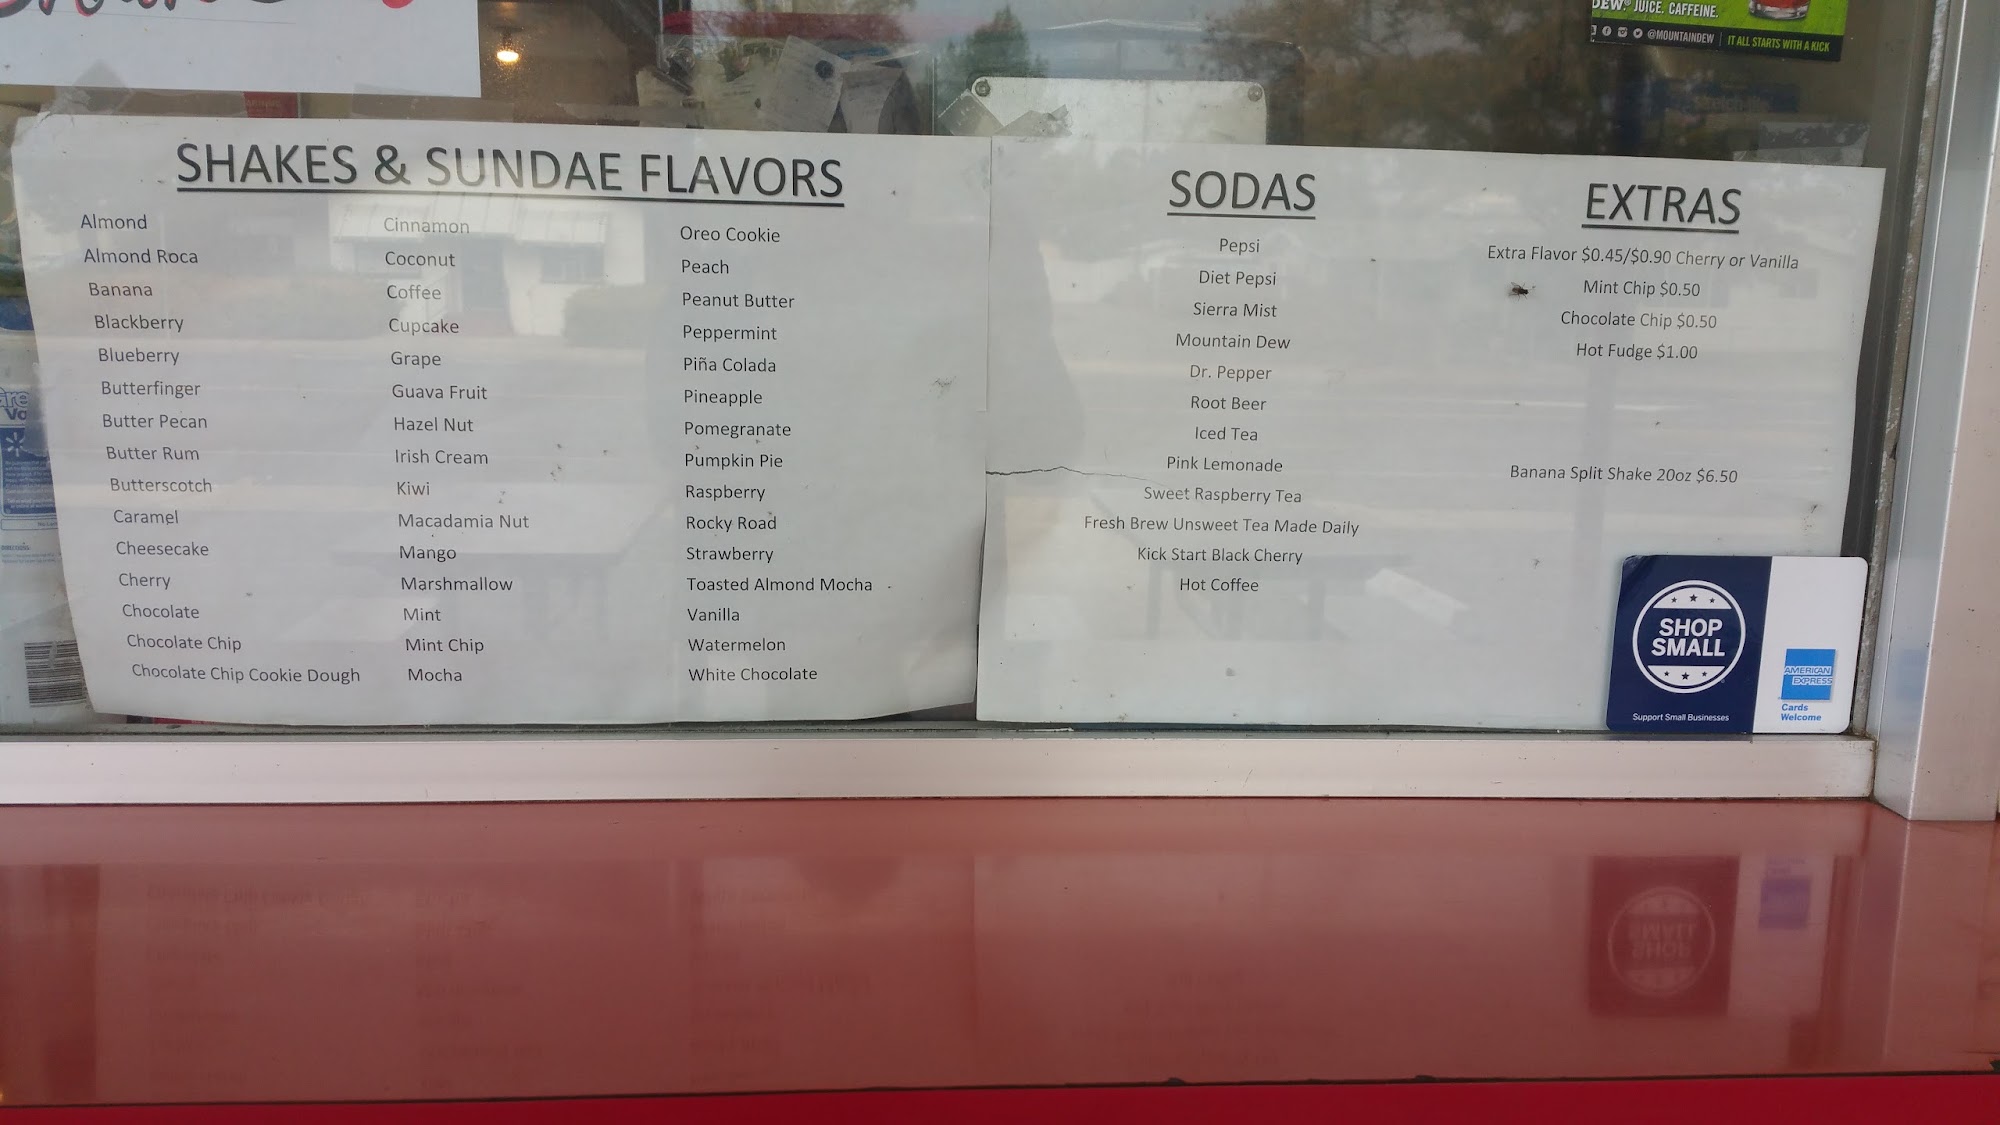 DEW. JUICE. CAFFEINE.
@MOUNTAINDEW | IT ALL STARTS WITH A KICK
SHAKES & SUNDAE FLAVORS
Almond
Almond Roca
Banana
Blackberry
Blueberry
Butterfinger
Butter Pecan
Butter Rum
Butterscotch
Caramel
Cheesecake
Cherry
Chocolate
Chocolate Chip
Chocolate Chip Cookie Dough
Cinnamon
Coconut
Coffee
Cupcake
Grape
Guava Fruit
Hazel Nut
Irish Cream
Kiwi
Macadamia Nut
Mango
Marshmallow
Mint
Mint Chip
Mocha
Oreo Cookie
Peach
Peanut Butter
Peppermint
Piña Colada
Pineapple
Pomegranate
Pumpkin Pie
Raspberry
Rocky Road
Strawberry
Toasted Almond Mocha
Vanilla
Watermelon
White Chocolate
SODAS
Pepsi
Diet Pepsi
Sierra Mist
Mountain Dew
Dr. Pepper
Root Beer
Iced Tea
Pink Lemonade
Sweet Raspberry Tea
Fresh Brew Unsweet Tea Made Daily
Kick Start Black Cherry
Hot Coffee
EXTRAS
Extra Flavor $0.45/$0.90 Cherry or Vanilla
Mint Chip $0.50
Chocolate Chip $0.50
Hot Fudge $1.00
Banana Split Shake 20oz $6.50
SHOP
SMALL
Support Small Businesses
AMERICAN
EXPRESS
Cards
Welcome